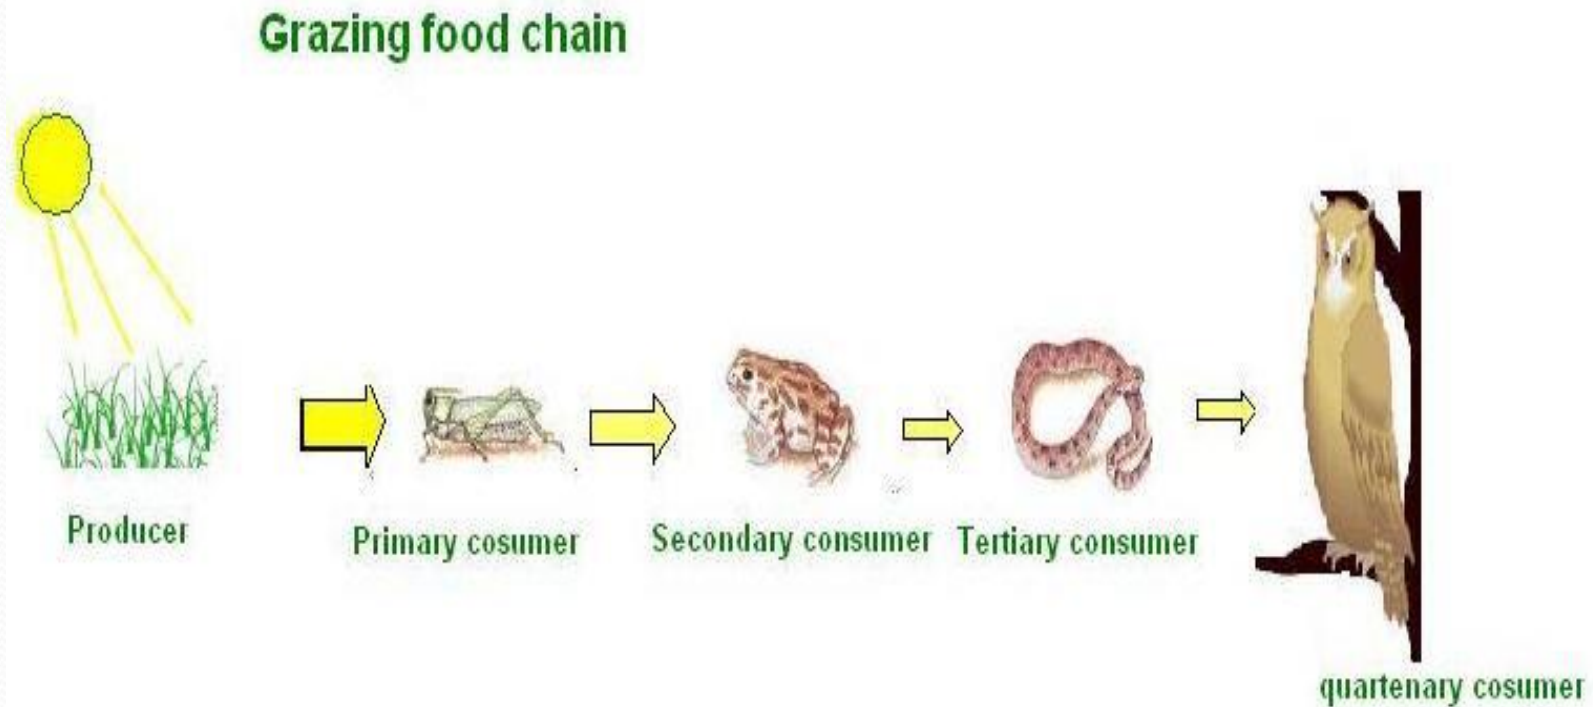 Grazing food chain
Producer
Primary cosumer
Secondary consumer
Tertiary consumer
quartenary cosumer